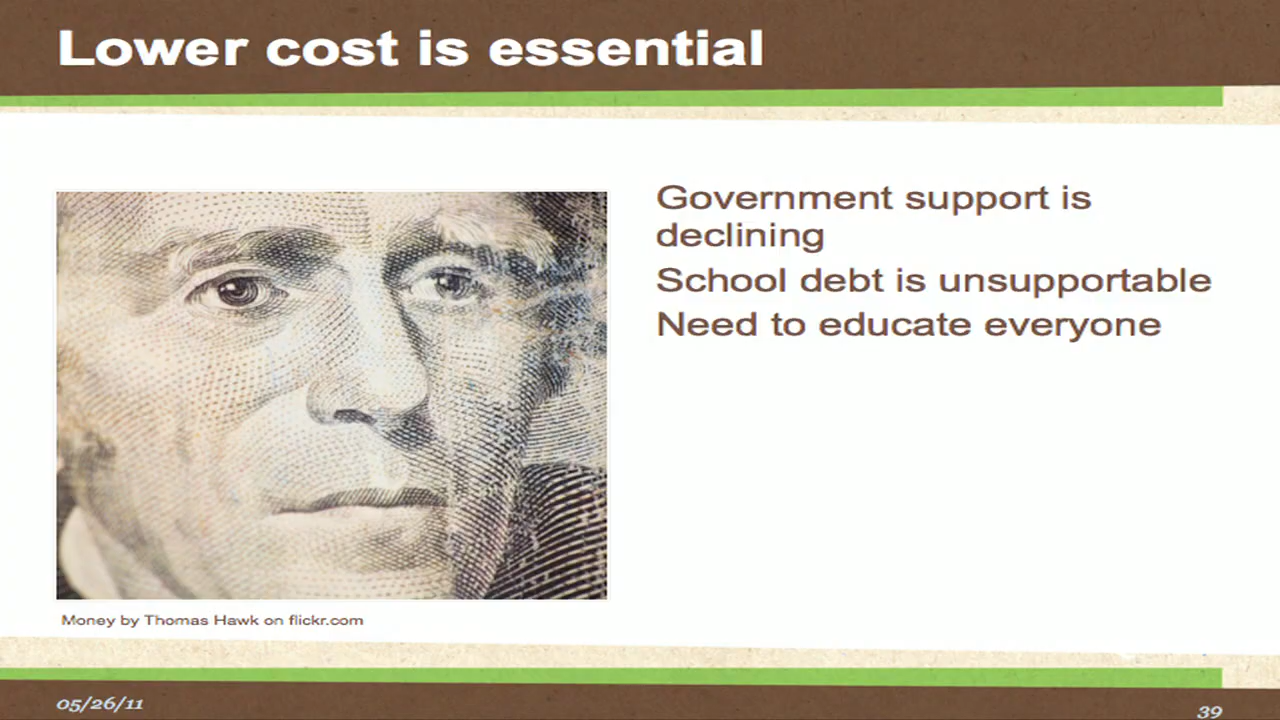 Lower cost is essential
Government support is
declining
School debt is unsupportable
Need to educate everyone
Money by Thomas Hawk on flickr.com
05/26/11
39